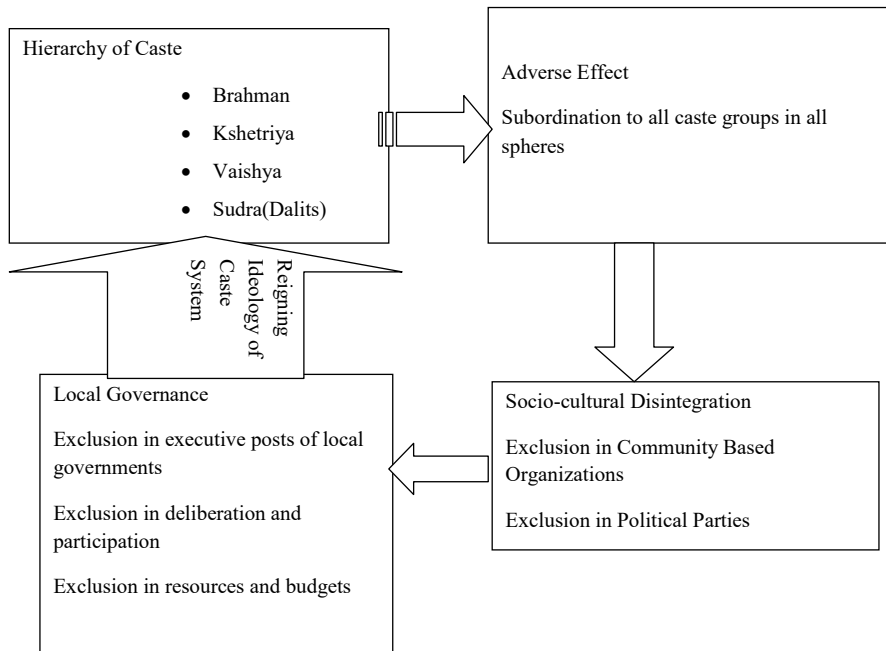 Hierarchy of Caste
• Brahman
• Kshetriya
• Vaishya
• Sudra(Dalits)
Adverse Effect
Subordination to all caste groups in all
spheres
Socio-cultural Disintegration
Exclusion in Community Based
Organizations
Exclusion in Political Parties
Local Governance
Exclusion in executive posts of local
governments
Exclusion in deliberation and
participation
Exclusion in resources and budgets
Reigning
Ideology of
Caste
System